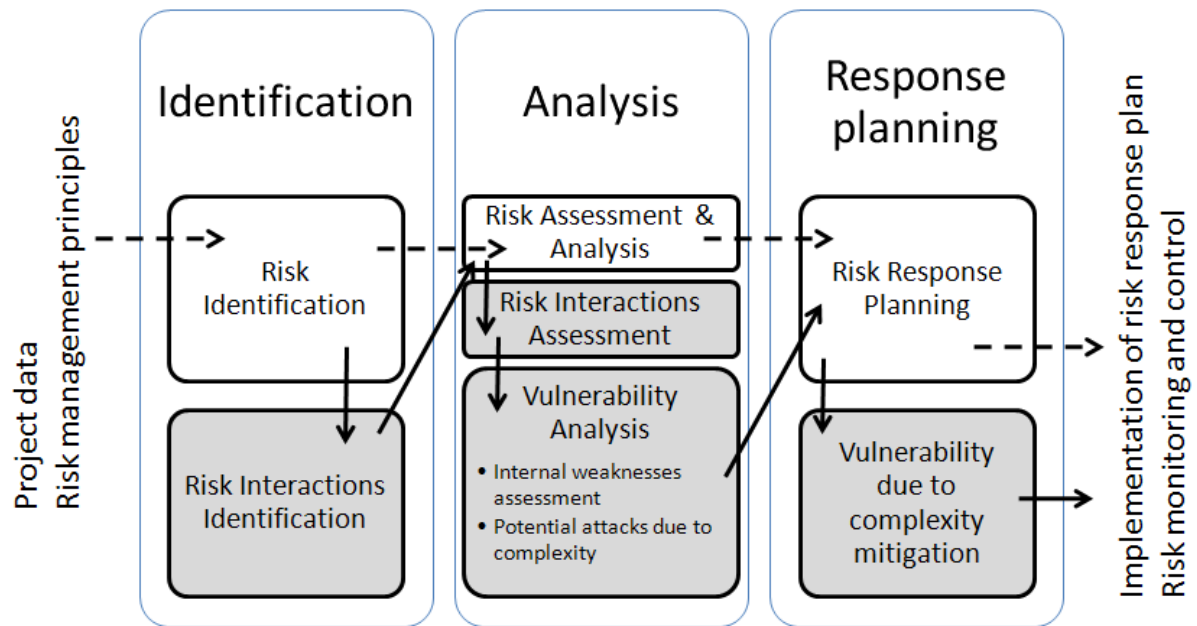 Project data
Risk management principles
Identification
Risk
Identification
Risk Interactions
Identification
Analysis
Risk Assessment &
Analysis
Risk Interactions
Assessment
Vulnerability
Analysis
• Internal weaknesses
assessment
• Potential attacks due to
complexity
Response
planning
Risk Response
Planning
Vulnerability
due to
complexity
mitigation
Implementation of risk response plan
Risk monitoring and control